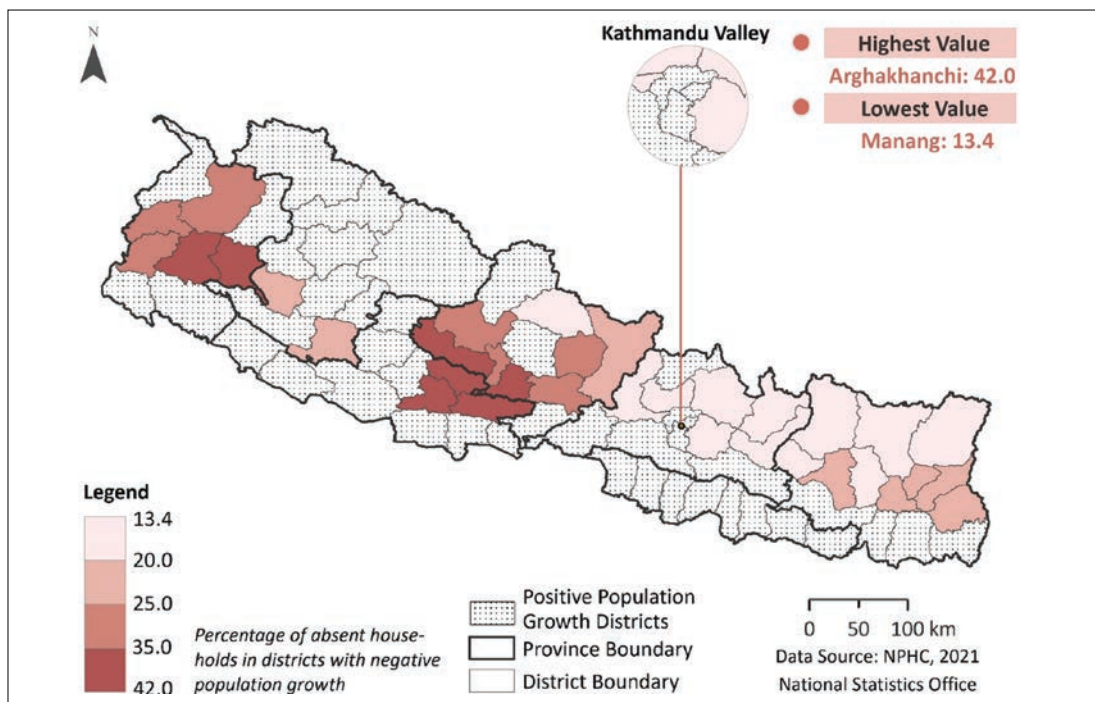 N
Kathmandu Valley
Highest Value
Arghakhanchi: 42.0
Lowest Value
Manang: 13.4
Legend
13.4
20.0
25.0
35.0
42.0
Percentage of absent house-
holds in districts with negative
population growth
Positive Population
Growth Districts
Province Boundary
District Boundary
0 50 100 km
Data Source: NPHC, 2021
National Statistics Office